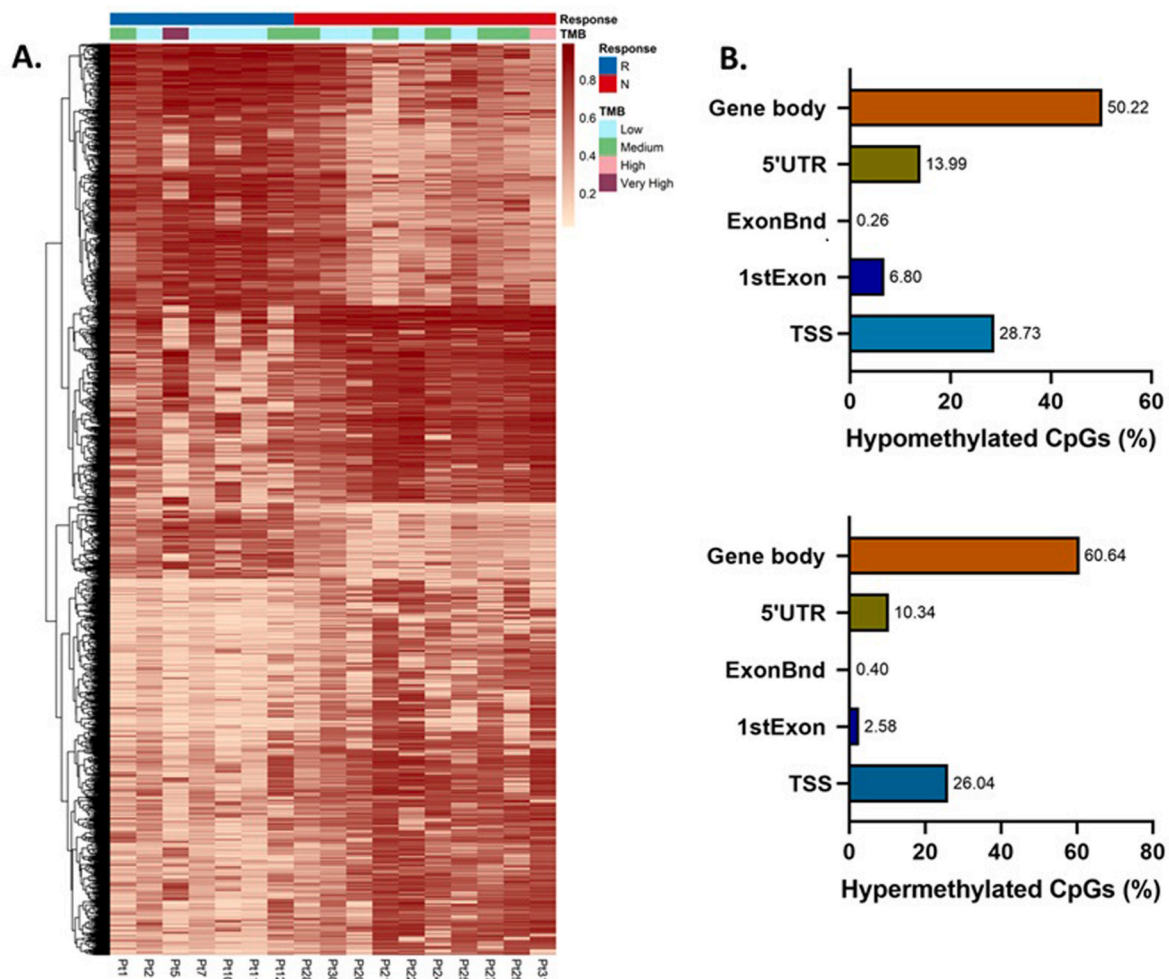 A.
Response
TMB
Response
R
N
0.8
0.6
0.4
0.2
TMB
Low
Medium
High
Very High
Pt1
Pt2
Pt5
Pt7
B.
Gene body
50.22
5'UTR
13.99
ExonBnd
0.26
1stExon
6.80
TSS
28.73
0 20 40 60
Hypomethylated CpGs (%)
Gene body
60.64
5'UTR
10.34
ExonBnd
0.40
1stExon
2.58
TSS
26.04
0 20 40 60 80
Hypermethylated CpGs (%)